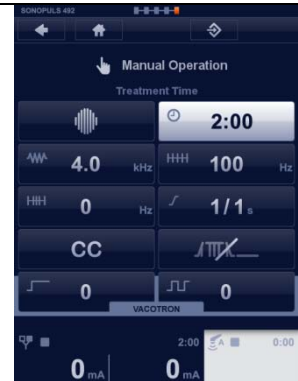 SONOPULS 492
Manual Operation
Treatment Time
2:00
4.0 kHz 100 Hz
0 Hz 1/1 s
CC
0 0
VACOTRON
2:00 A 0:00
0 mA 0 mA